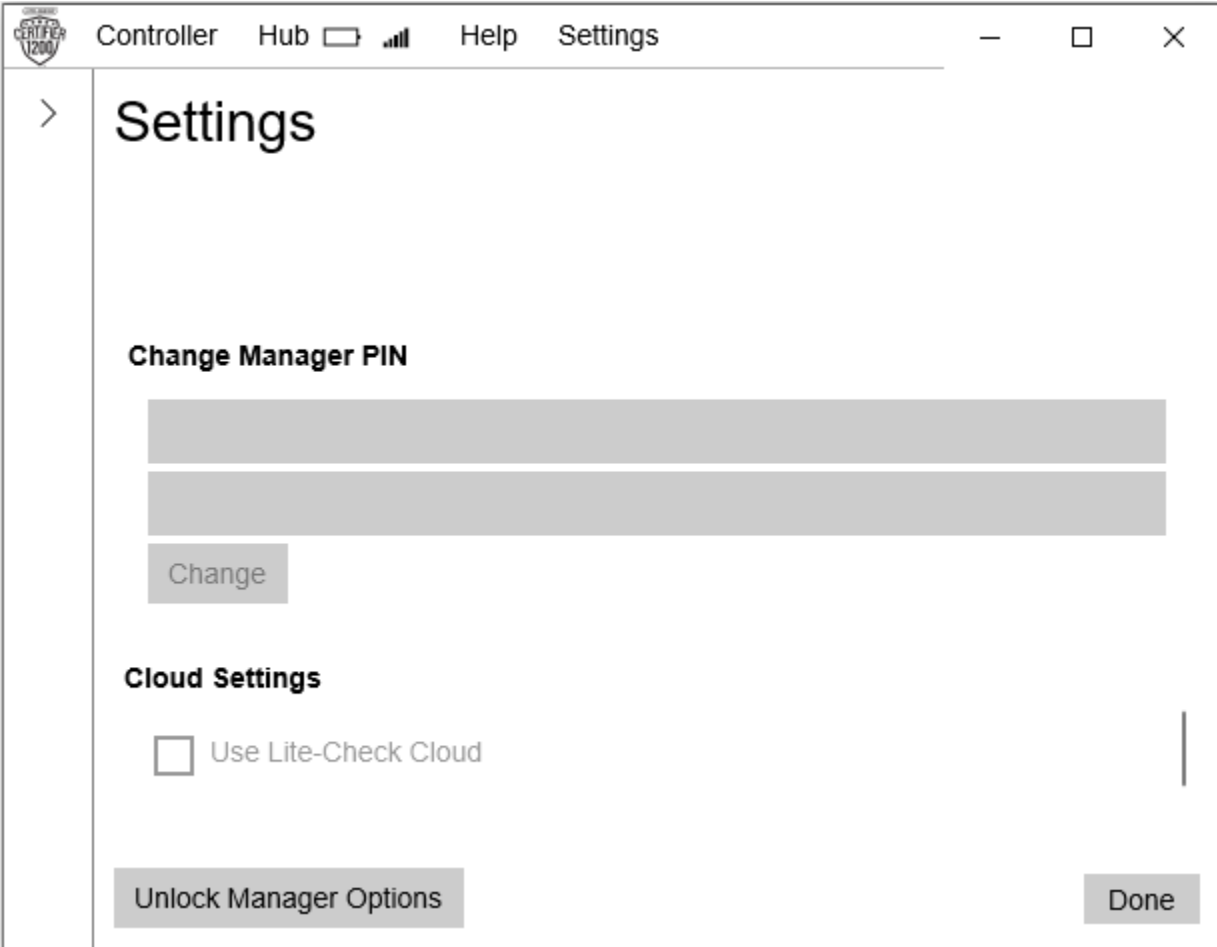 CERTIFIER
1200
Controller Hub Help Settings
Settings
Change Manager PIN
Change
Cloud Settings
Use Lite-Check Cloud
Unlock Manager Options
Done